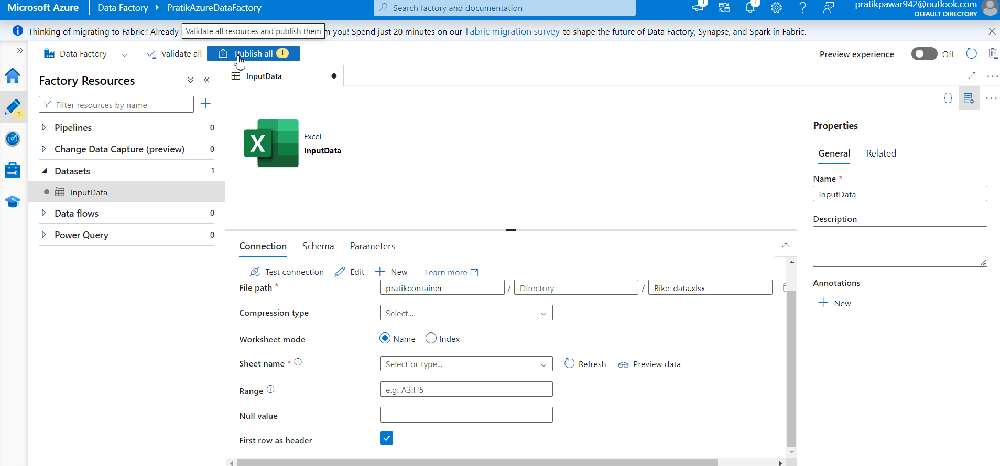 Microsoft Azure
Data Factory
PratikAzureDataFactory
Search factory and documentation
1
1
pratikpawar942@outlook.com
DEFAULT DIRECTORY
Thinking of migrating to Fabric? Already
Validate all resources and publish them
m you! Spend just 20 minutes on our Fabric migration survey to shape the future of Data Factory, Synapse, and Spark in Fabric.
Data Factory
Validate all
Publish all 1
Preview experience
Off
Factory Resources
InputData
1
Filter resources by name
Pipelines 0
Change Data Capture (preview) 0
Datasets 1
InputData
Data flows 0
Power Query 0
X
Excel
InputData
Connection
Schema
Parameters
Test connection
Edit
New
Learn more
File path *
pratikcontainer
/
Directory
/
Bike_data.xlsx
Compression type
Select...
Worksheet mode
Name
Index
Sheet name *
Select or type...
Refresh
Preview data
Range
e.g. A3:H5
Null value
First row as header
Properties
General
Related
Name *
InputData
Description
Annotations
New